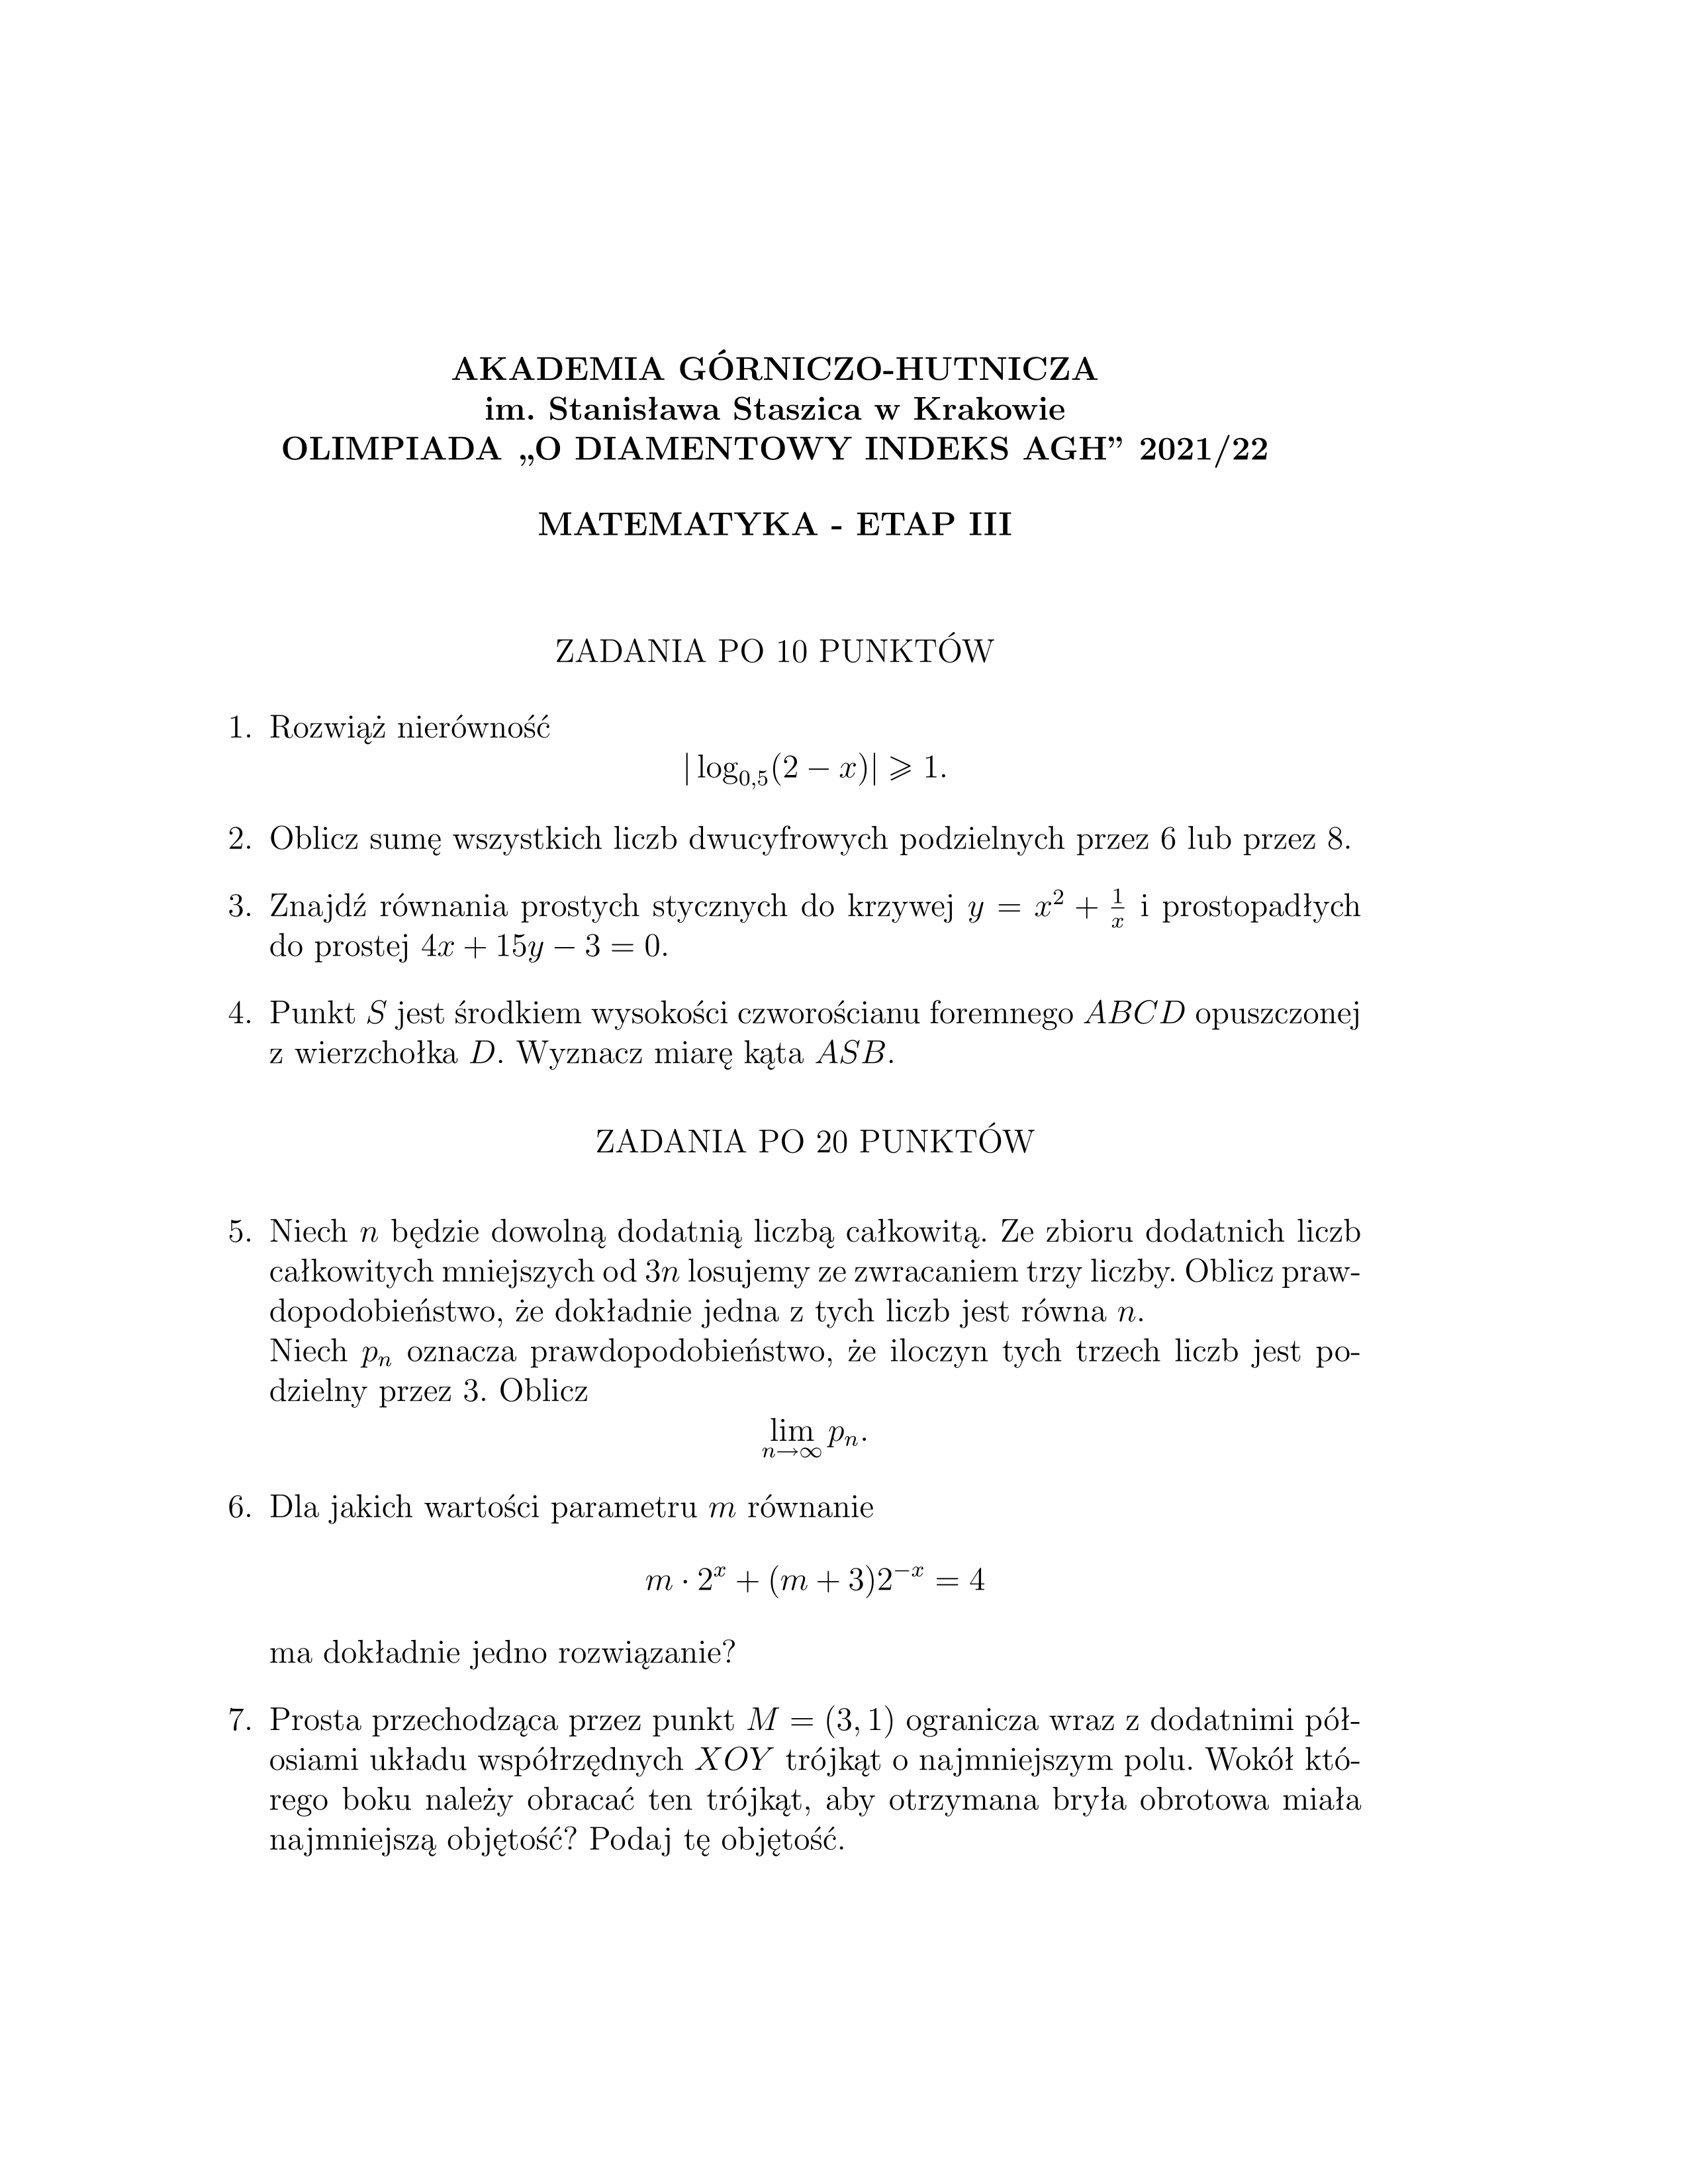 AKADEMIA GÓRNICZO-HUTNICZA
im. Stanisława Staszica w Krakowie
OLIMPIADA „O DIAMENTOWY INDEKS AGH” 2021/22
MATEMATYKA - ETAP III
ZADANIA PO 10 PUNKTÓW
1. Rozwiąż nierówność
$|\log_{0,5}(2-x)| \geqslant 1.$
2. Oblicz sumę wszystkich liczb dwucyfrowych podzielnych przez 6 lub przez 8.
3. Znajdź równania prostych stycznych do krzywej $y = x^2 + \frac{1}{x}$ i prostopadłych
do prostej $4x + 15y - 3 = 0$.
4. Punkt $S$ jest środkiem wysokości czworościanu foremnego $ABCD$ opuszczonej
z wierzchołka $D$. Wyznacz miarę kąta $ASB$.
ZADANIA PO 20 PUNKTÓW
5. Niech $n$ będzie dowolną dodatnią liczbą całkowitą. Ze zbioru dodatnich liczb
całkowitych mniejszych od $3n$ losujemy ze zwracaniem trzy liczby. Oblicz praw-
dopodobieństwo, że dokładnie jedna z tych liczb jest równa $n$.
Niech $p_n$ oznacza prawdopodobieństwo, że iloczyn tych trzech liczb jest po-
dzielny przez 3. Oblicz
$\lim_{n\to\infty} p_n.$
6. Dla jakich wartości parametru $m$ równanie
$m \cdot 2^x + (m+3)2^{-x} = 4$
ma dokładnie jedno rozwiązanie?
7. Prosta przechodząca przez punkt $M = (3, 1)$ ogranicza wraz z dodatnimi pół-
osiami układu współrzędnych $XOY$ trójkąt o najmniejszym polu. Wokół któ-
rego boku należy obracać ten trójkąt, aby otrzymana bryła obrotowa miała
najmniejszą objętość? Podaj tę objętość.